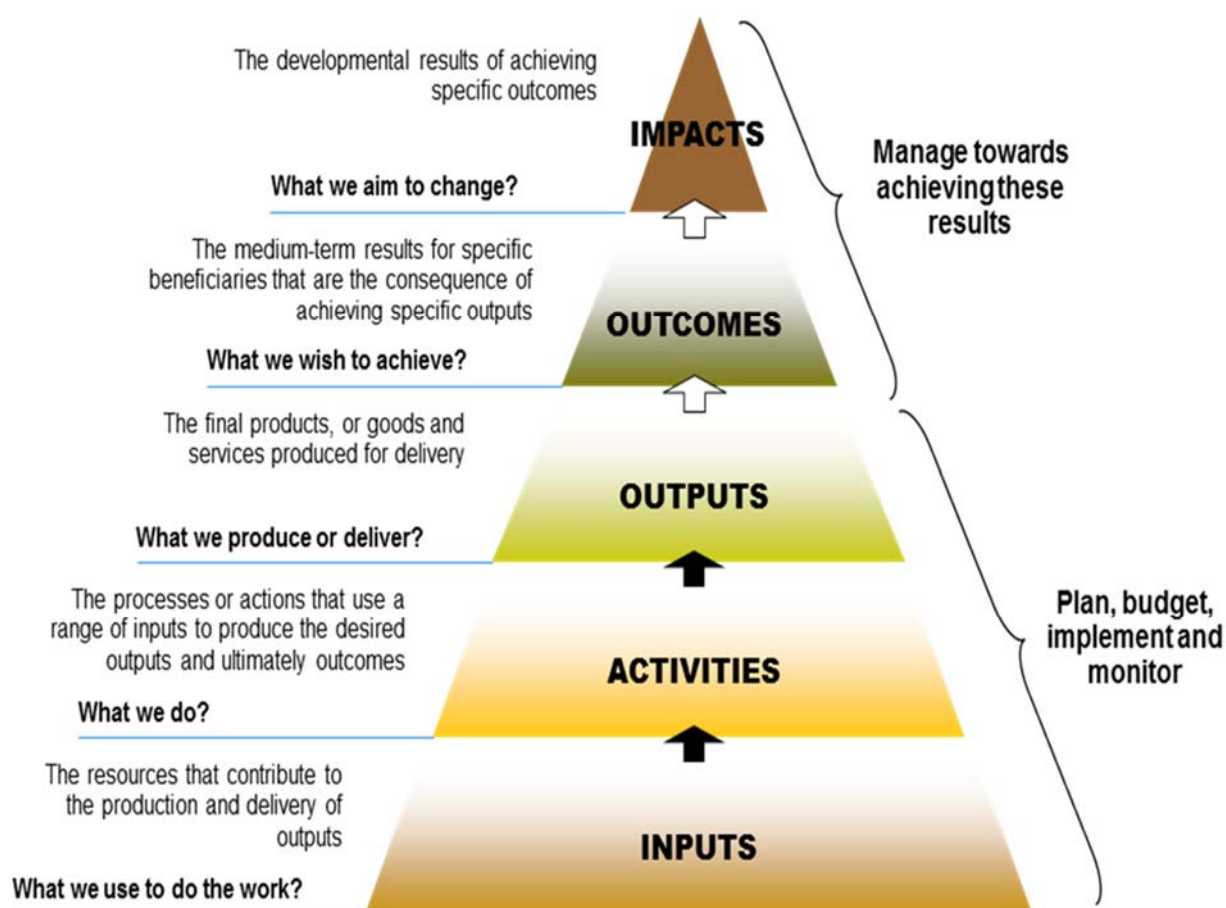 The developmental results of achieving
specific outcomes
IMPACTS
What we aim to change?
Manage towards
achieving these
results
The medium-term results for specific
beneficiaries that are the consequence of
achieving specific outputs
OUTCOMES
What we wish to achieve?
The final products, or goods and
services produced for delivery
OUTPUTS
What we produce or deliver?
The processes or actions that use a
range of inputs to produce the desired
outputs and ultimately outcomes
ACTIVITIES
What we do?
Plan, budget,
implement and
monitor
The resources that contribute to
the production and delivery of
outputs
INPUTS
What we use to do the work?